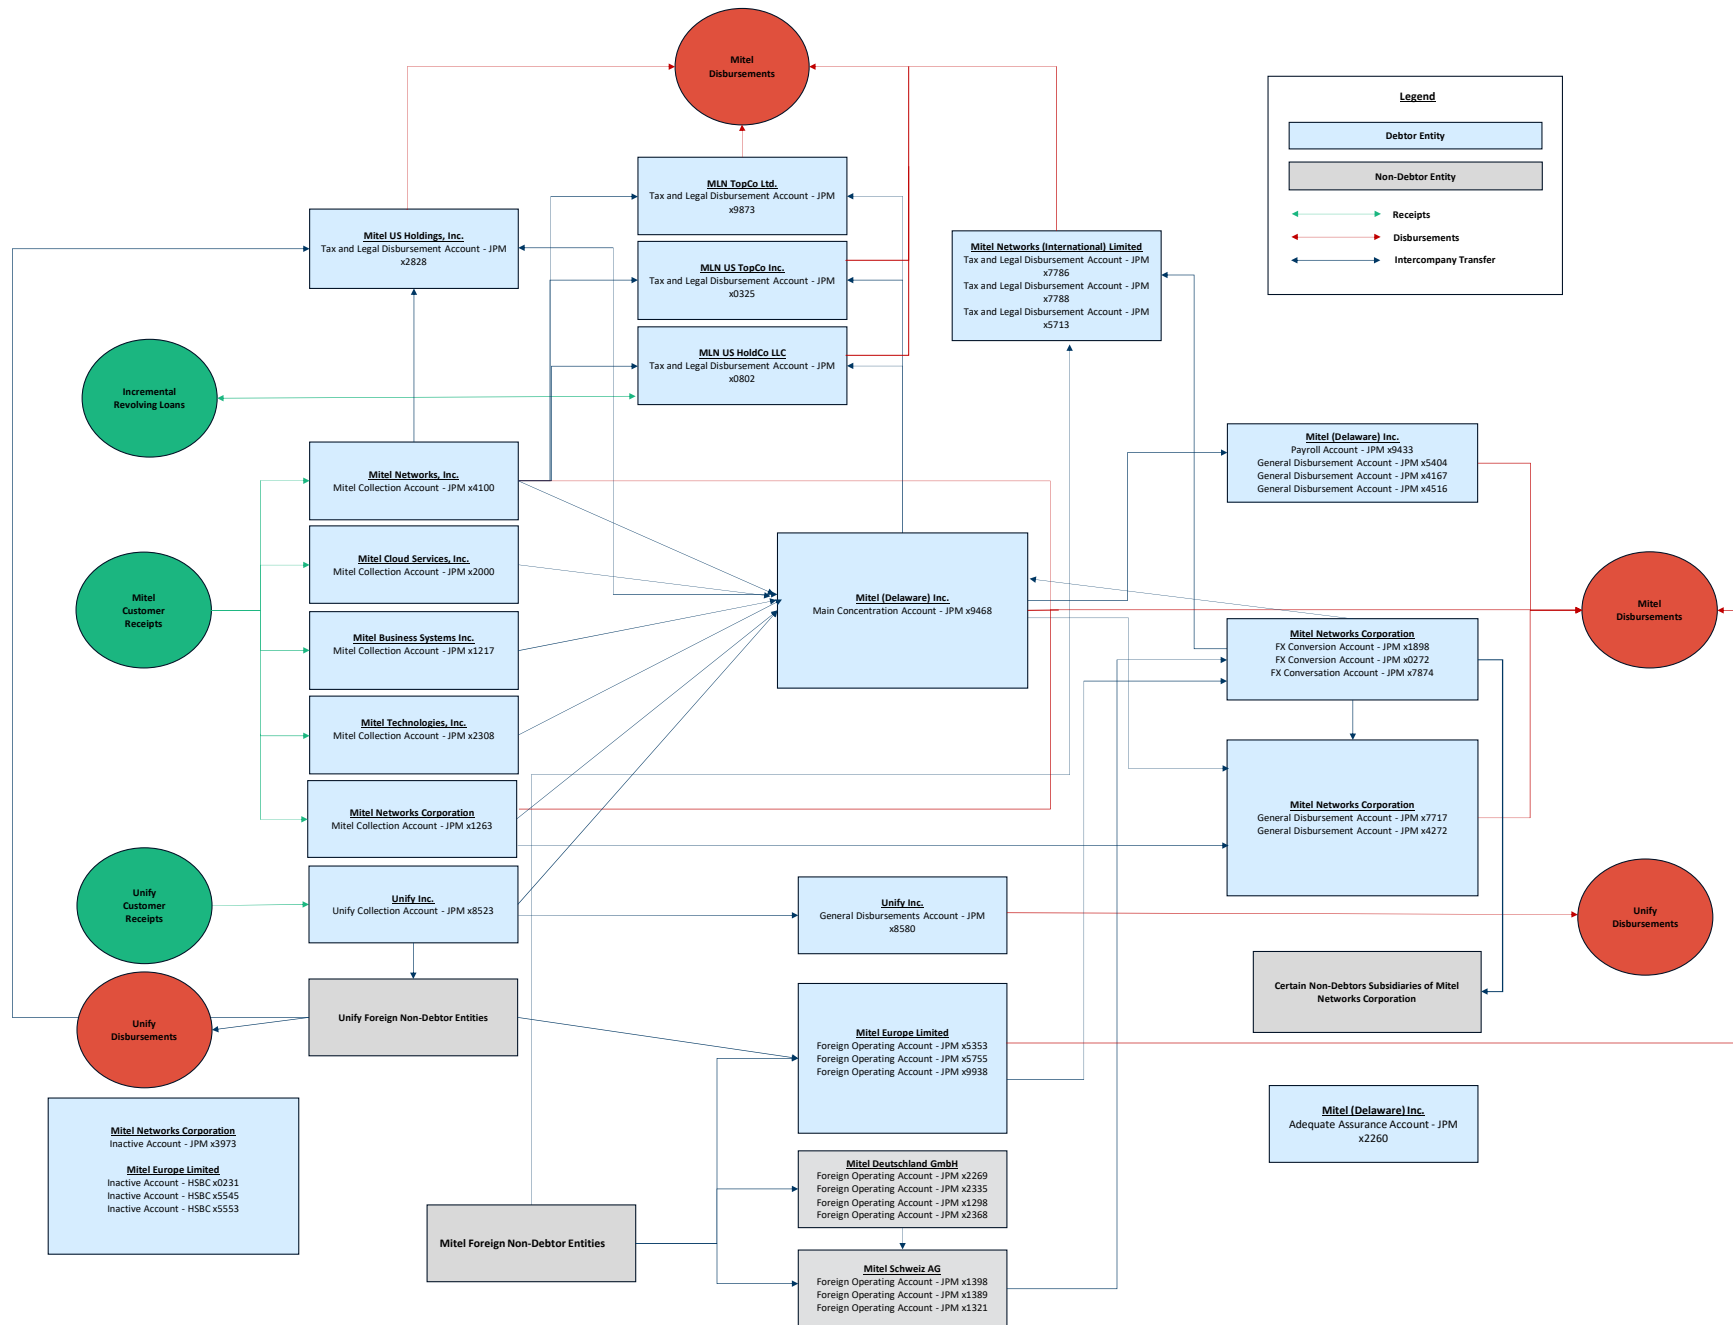 Mitel
Disbursements
Legend
Debtor Entity
Non-Debtor Entity
Receipts
Disbursements
Intercompany Transfer
MLN TopCo Ltd.
Tax and Legal Disbursement Account - JPM
x9873
Mitel US Holdings, Inc.
Tax and Legal Disbursement Account - JPM
x2828
MLN US TopCo Inc.
Tax and Legal Disbursement Account - JPM
x0325
Mitel Networks (International) Limited
Tax and Legal Disbursement Account - JPM
x7786
Tax and Legal Disbursement Account - JPM
x7788
Tax and Legal Disbursement Account - JPM
x5713
MLN US HoldCo LLC
Tax and Legal Disbursement Account - JPM
x0802
Incremental
Revolving Loans
Mitel Networks, Inc.
Mitel Collection Account - JPM x4100
Mitel (Delaware) Inc.
Payroll Account - JPM x9433
General Disbursement Account - JPM x5404
General Disbursement Account - JPM x4167
General Disbursement Account - JPM x4516
Mitel Cloud Services, Inc.
Mitel Collection Account - JPM x2000
Mitel
Customer
Receipts
Mitel (Delaware) Inc.
Main Concentration Account - JPM x9468
Mitel
Disbursements
Mitel Business Systems Inc.
Mitel Collection Account - JPM x1217
Mitel Networks Corporation
FX Conversion Account - JPM x1898
FX Conversion Account - JPM x0272
FX Conversation Account - JPM x7874
Mitel Technologies, Inc.
Mitel Collection Account - JPM x2308
Mitel Networks Corporation
Mitel Collection Account - JPM x1263
Mitel Networks Corporation
General Disbursement Account - JPM x7717
General Disbursement Account - JPM x4272
Unify
Customer
Receipts
Unify Inc.
Unify Collection Account - JPM x8523
Unify Inc.
General Disbursements Account - JPM
x8580
Unify
Disbursements
Certain Non-Debtors Subsidiaries of Mitel
Networks Corporation
Unify
Disbursements
Unify Foreign Non-Debtor Entities
Mitel Europe Limited
Foreign Operating Account - JPM x5353
Foreign Operating Account - JPM x5755
Foreign Operating Account - JPM x9938
Mitel (Delaware) Inc.
Adequate Assurance Account - JPM
x2260
Mitel Networks Corporation
Inactive Account - JPM x3973
Mitel Europe Limited
Inactive Account - HSBC x0231
Inactive Account - HSBC x5545
Inactive Account - HSBC x5553
Mitel Deutschland GmbH
Foreign Operating Account - JPM x2269
Foreign Operating Account - JPM x2335
Foreign Operating Account - JPM x1298
Foreign Operating Account - JPM x2368
Mitel Foreign Non-Debtor Entities
Mitel Schweiz AG
Foreign Operating Account - JPM x1398
Foreign Operating Account - JPM x1389
Foreign Operating Account - JPM x1321